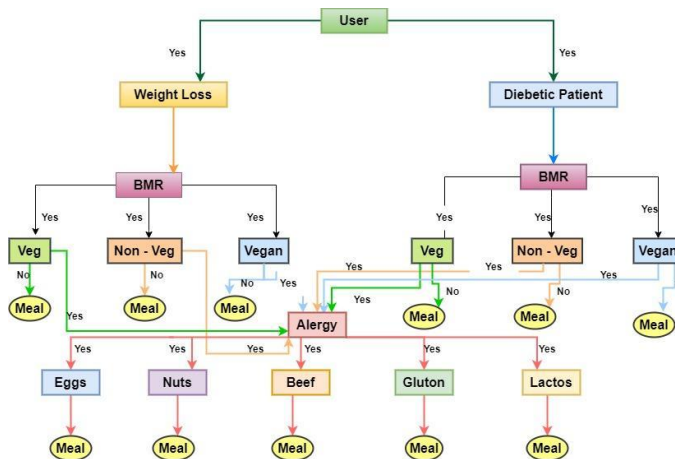 User
Yes
Yes
Weight Loss
Diebetic Patient
BMR
BMR
Yes
Yes
Yes
Yes
Yes
Yes
Veg
Non - Veg
Vegan
Veg
Non - Veg
Vegan
No
No
No
Yes
Yes
Yes
Yes
Yes
No
No
Meal
Meal
Meal
Meal
Meal
Meal
Yes
Alergy
Yes
Yes
Yes
Yes
Yes
Yes
Yes
Eggs
Nuts
Beef
Gluton
Lactos
Meal
Meal
Meal
Meal
Meal